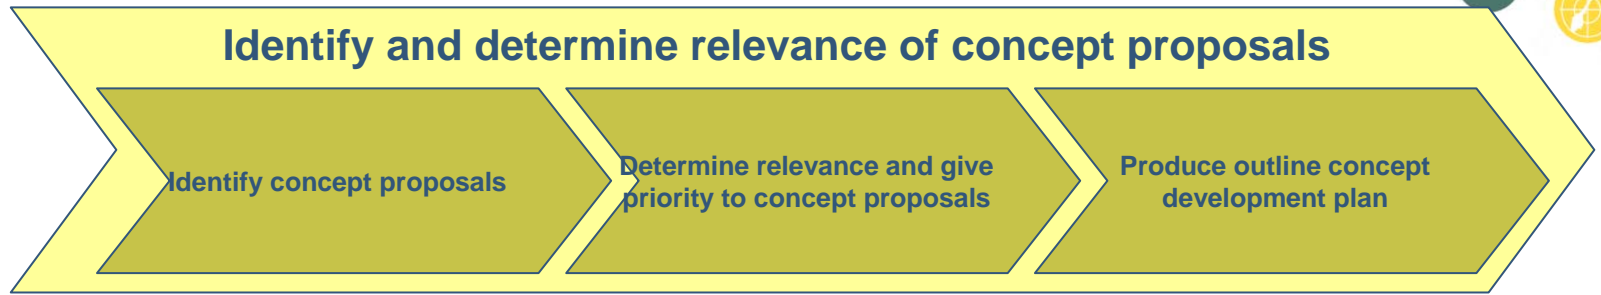 Identify and determine relevance of concept proposals
Identify concept proposals
Determine relevance and give
priority to concept proposals
Produce outline concept
development plan